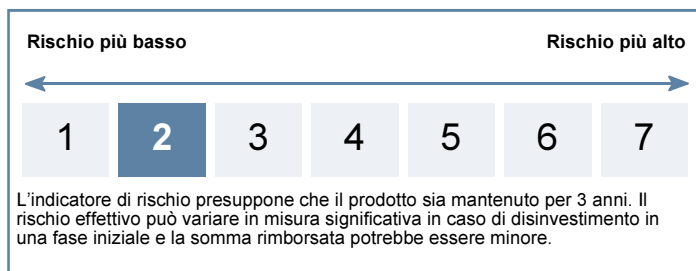 Rischio più basso Rischio più alto
1 2 3 4 5 6 7
L'indicatore di rischio presuppone che il prodotto sia mantenuto per 3 anni. Il
rischio effettivo può variare in misura significativa in caso di disinvestimento in
una fase iniziale e la somma rimborsata potrebbe essere minore.